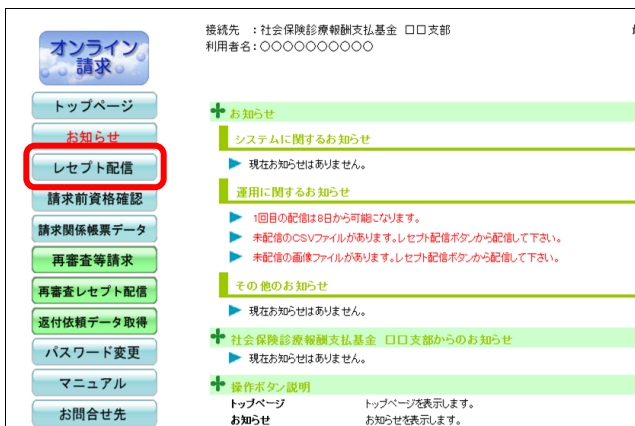 オンライン
請求
接続先　：社会保険診療報酬支払基金　口口支部
利用者名：○○○○○○○○○○
トップページ
お知らせ
レセプト配信
請求前資格確認
請求関係帳票データ
再審査等請求
再審査レセプト配信
返付依頼データ取得
パスワード変更
マニュアル
お問合せ先
お知らせ
システムに関するお知らせ
現在お知らせはありません。
運用に関するお知らせ
1回目の配信は8日から可能になります。
未配信のCSVファイルがあります。レセプト配信ボタンから配信して下さい。
未配信の画像ファイルがあります。レセプト配信ボタンから配信して下さい。
その他のお知らせ
現在お知らせはありません。
社会保険診療報酬支払基金　口口支部からのお知らせ
現在お知らせはありません。
操作ボタン説明
トップページ　トップページを表示します。
お知らせ　お知らせを表示します。